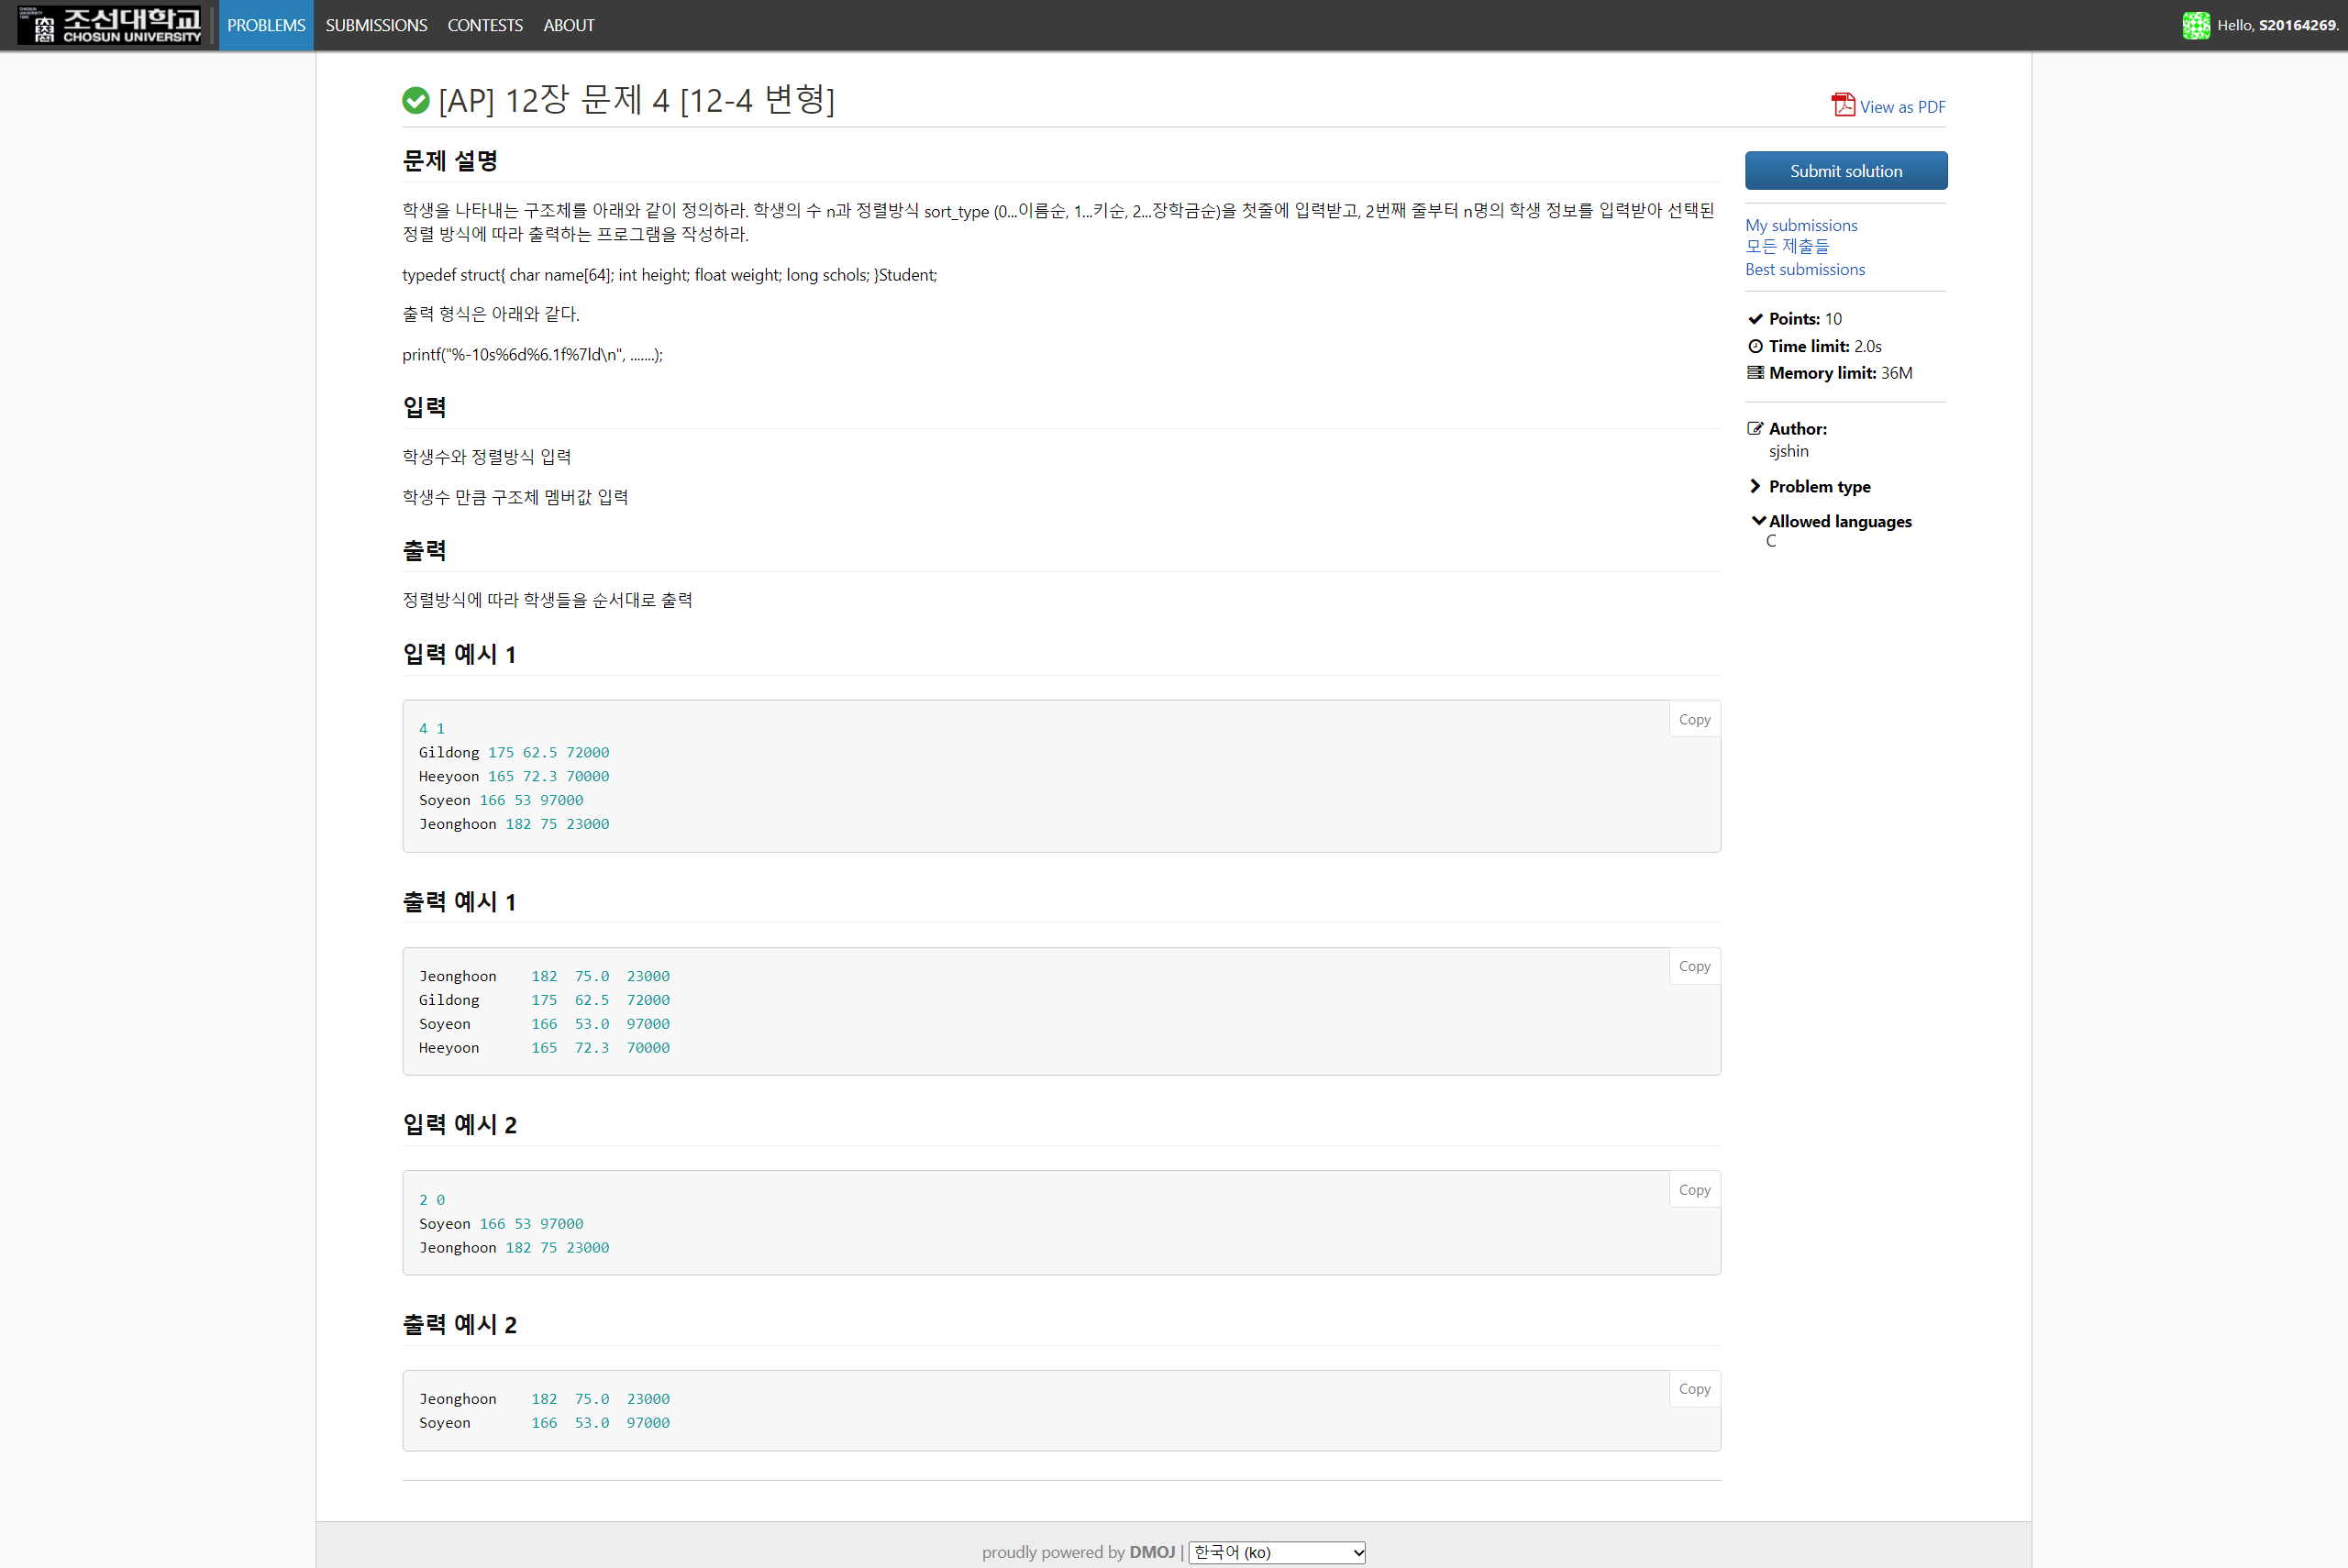 조선대학교
CHOSUN UNIVERSITY
PROBLEMS SUBMISSIONS CONTESTS ABOUT
Hello, S20164269.
[AP] 12장 문제 4 [12-4 변형]
View as PDF
문제 설명
학생을 나타내는 구조체를 아래와 같이 정의하라. 학생의 수 n과 정렬방식 sort_type (0...이름순, 1...키순, 2...장학금순)을 첫줄에 입력받고, 2번째 줄부터 n명의 학생 정보를 입력받아 선택된
정렬 방식에 따라 출력하는 프로그램을 작성하라.
typedef struct{ char name[64]; int height; float weight; long schols; }Student;
출력 형식은 아래와 같다.
printf("%-10s%6d%6.1f%7ld\n", .......);
입력
학생수와 정렬방식 입력
학생수 만큼 구조체 멤버값 입력
출력
정렬방식에 따라 학생들을 순서대로 출력
입력 예시 1
Copy
4 1
Gildong 175 62.5 72000
Heeyoon 165 72.3 70000
Soyeon 166 53 97000
Jeonghoon 182 75 23000
출력 예시 1
Copy
Jeonghoon    182  75.0  23000
Gildong      175  62.5  72000
Soyeon       166  53.0  97000
Heeyoon      165  72.3  70000
입력 예시 2
Copy
2 0
Soyeon 166 53 97000
Jeonghoon 182 75 23000
출력 예시 2
Copy
Jeonghoon    182  75.0  23000
Soyeon       166  53.0  97000
Submit solution
My submissions
모든 제출들
Best submissions
Points: 10
Time limit: 2.0s
Memory limit: 36M
Author:
sjshin
Problem type
Allowed languages
C
proudly powered by DMOJ | 한국어 (ko)